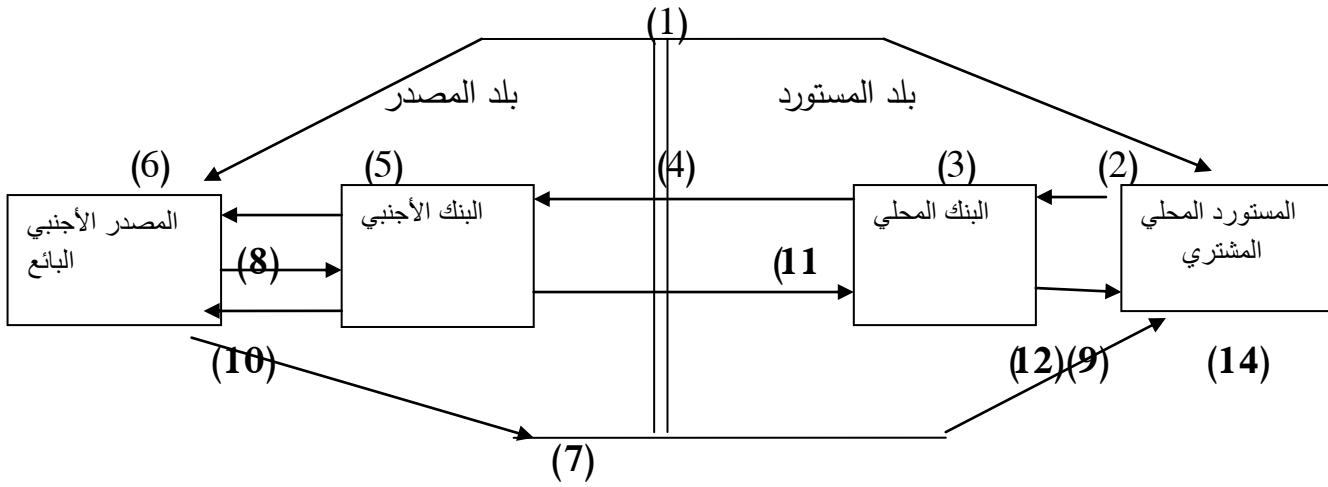 (1)
بلد المستورد
بلد المصدر
(2)
(3)
(4)
(5)
(6)
المستورد المحلي
المشتري
البنك المحلي
البنك الأجنبي
المصدر الأجنبي
البائع
(11
(8)
(14)
(12)(9)
(10)
(7)